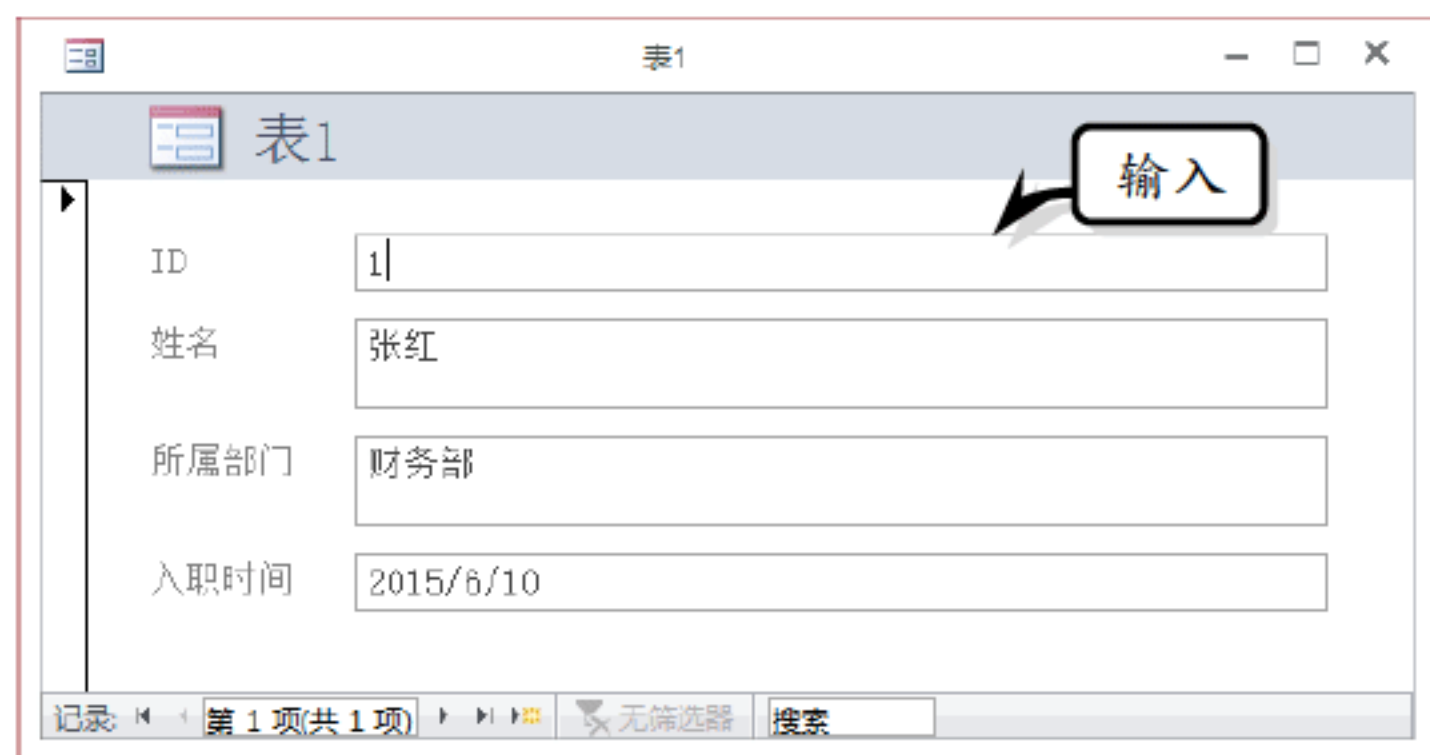 表1
表1
输入
ID
1
姓名
张红
所属部门
财务部
入职时间
2015/6/10
记录: 第 1 项(共 1 项) 无筛选器 搜索